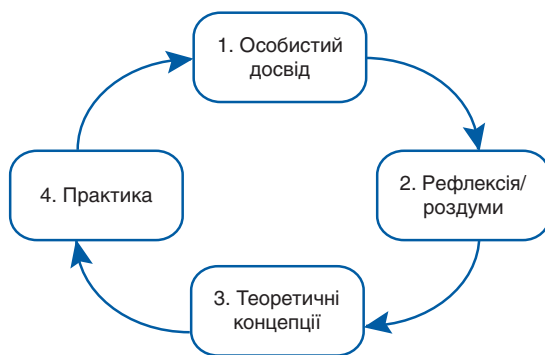 1. Особистий
досвід
2. Рефлексія/
роздуми
3. Теоретичні
концепції
4. Практика